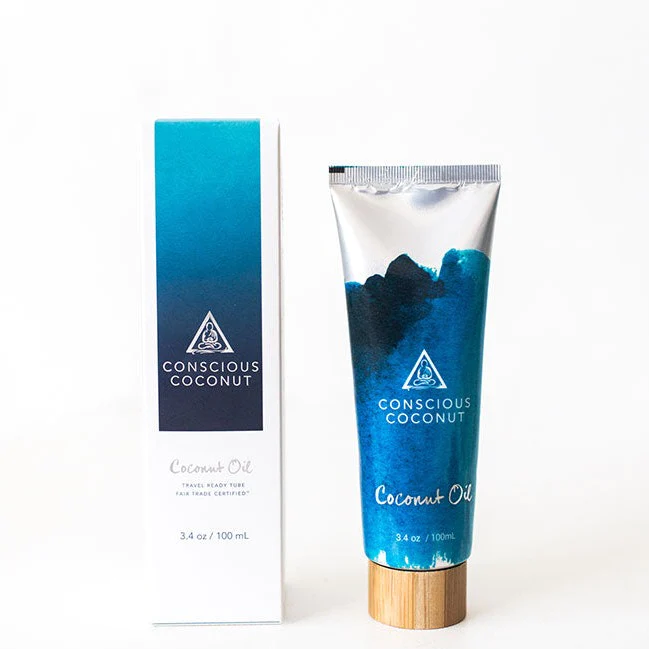 CONSCIOUS
COCONUT
Coconut Oil
TRAVEL READY TUBE
FAIR TRADE CERTIFIED™
3.4 oz / 100 mL
CONSCIOUS
COCONUT
Coconut Oil
3.4 oz / 100mL